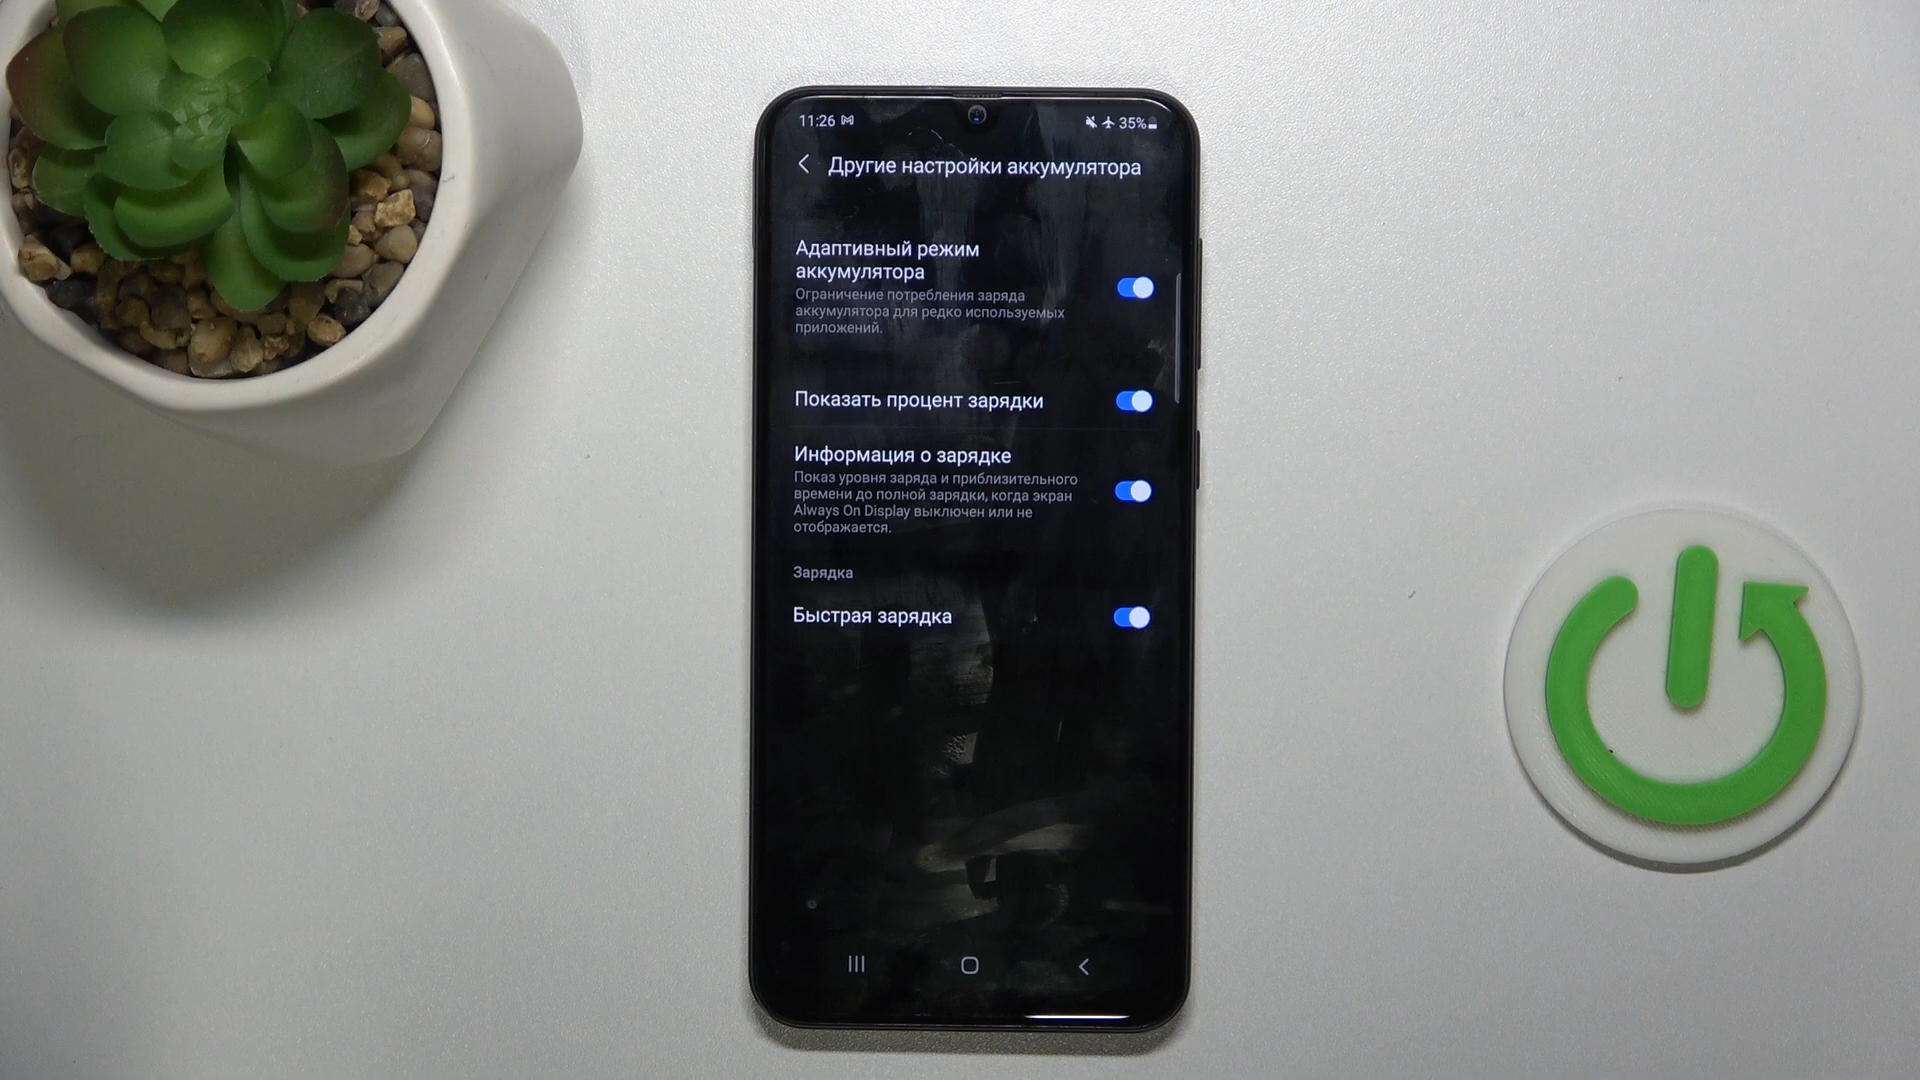 11:26
35%
Другие настройки аккумулятора
Адаптивный режим
аккумулятора
Ограничение потребления заряда
аккумулятора для редко используемых
приложений.
Показать процент зарядки
Информация о зарядке
Показ уровня заряда и приблизительного
времени до полной зарядки, когда экран
Always On Display выключен или не
отображается.
Зарядка
Быстрая зарядка